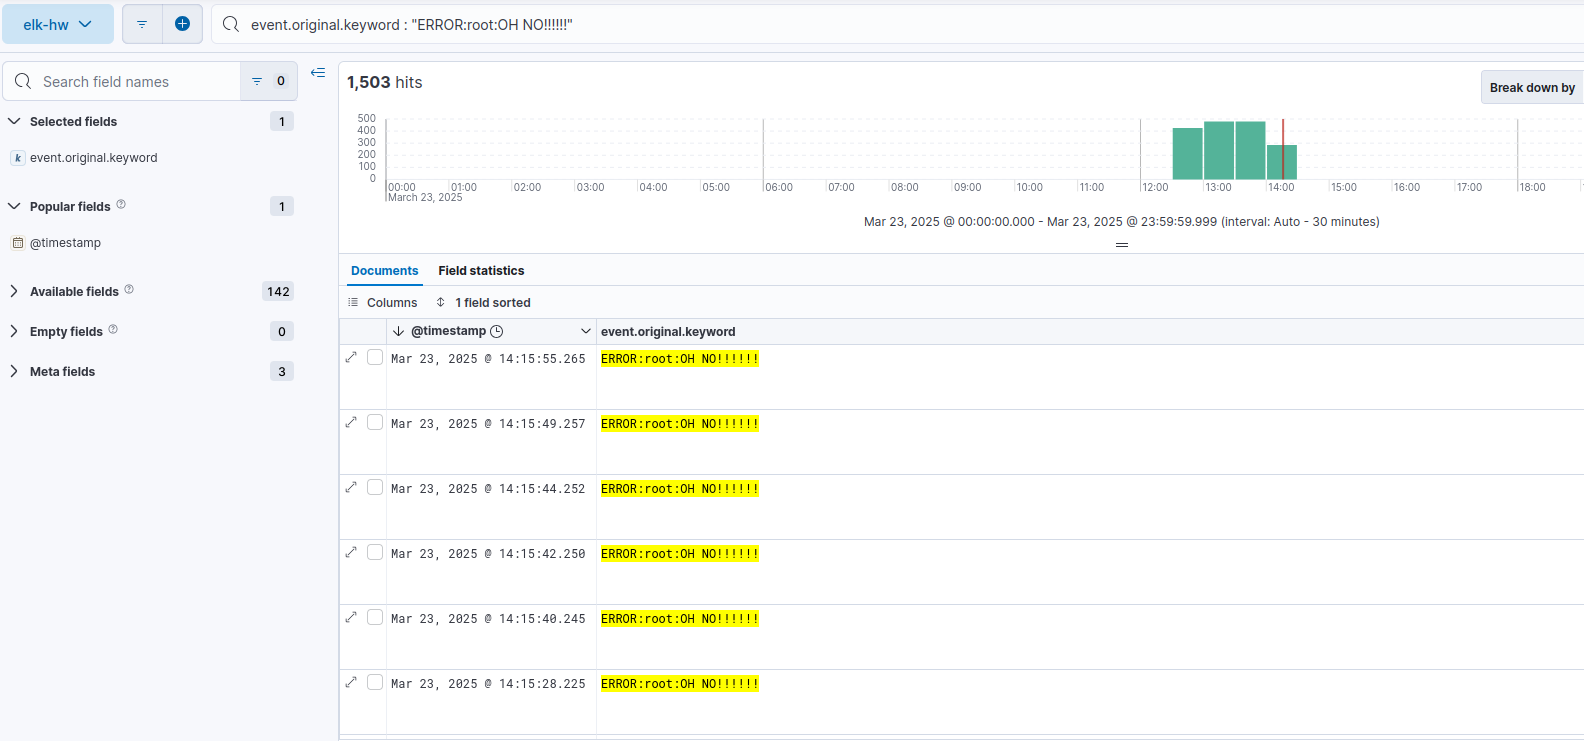 elk-hw
event.original.keyword : "ERROR:root:OH NO!!!!!!"
Search field names
0
Selected fields
1
k event.original.keyword
Popular fields
1
@timestamp
Available fields
142
Empty fields
0
Meta fields
3
1,503 hits
Break down by
500
400
300
200
100
0
00:00 01:00 02:00 03:00 04:00 05:00 06:00 07:00 08:00 09:00 10:00 11:00 12:00 13:00 14:00 15:00 16:00 17:00 18:00
March 23, 2025
Mar 23, 2025 @ 00:00:00.000 - Mar 23, 2025 @ 23:59:59.999 (interval: Auto - 30 minutes)
Documents Field statistics
Columns 1 field sorted
@timestamp event.original.keyword
Mar 23, 2025 @ 14:15:55.265 ERROR:root:OH NO!!!!!!
Mar 23, 2025 @ 14:15:49.257 ERROR:root:OH NO!!!!!!
Mar 23, 2025 @ 14:15:44.252 ERROR:root:OH NO!!!!!!
Mar 23, 2025 @ 14:15:42.250 ERROR:root:OH NO!!!!!!
Mar 23, 2025 @ 14:15:40.245 ERROR:root:OH NO!!!!!!
Mar 23, 2025 @ 14:15:28.225 ERROR:root:OH NO!!!!!!